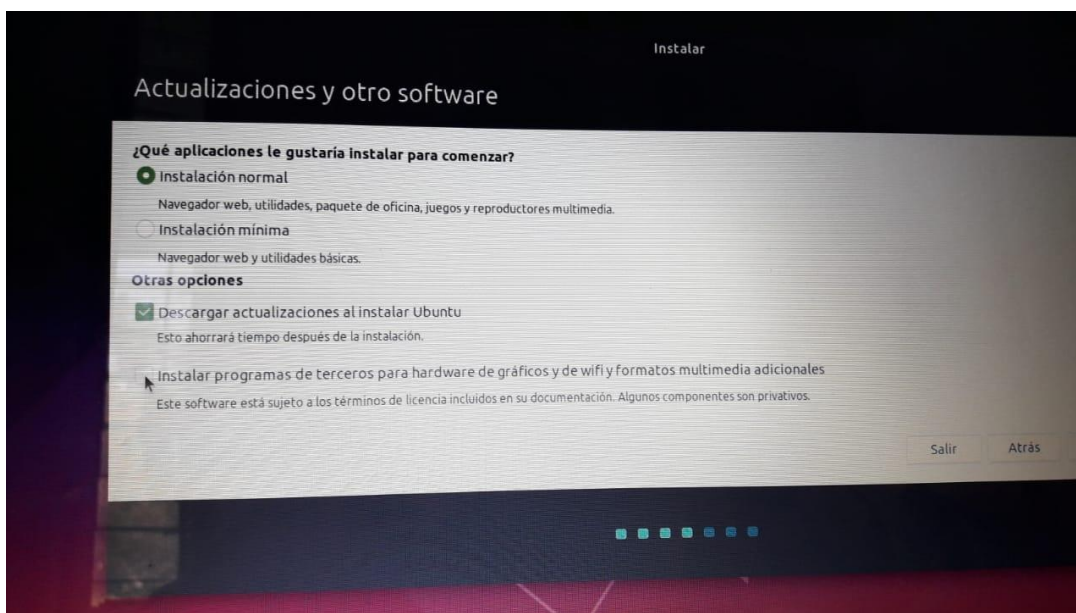 Instalar
Actualizaciones y otro software
¿Qué aplicaciones le gustaría instalar para comenzar?
Instalación normal
Navegador web, utilidades, paquete de oficina, juegos y reproductores multimedia.
Instalación mínima
Navegador web y utilidades básicas.
Otras opciones
Descargar actualizaciones al instalar Ubuntu
Esto ahorrará tiempo después de la instalación.
Instalar programas de terceros para hardware de gráficos y de wifi y formatos multimedia adicionales
Este software está sujeto a los términos de licencia incluidos en su documentación. Algunos componentes son privativos.
Salir Atrás